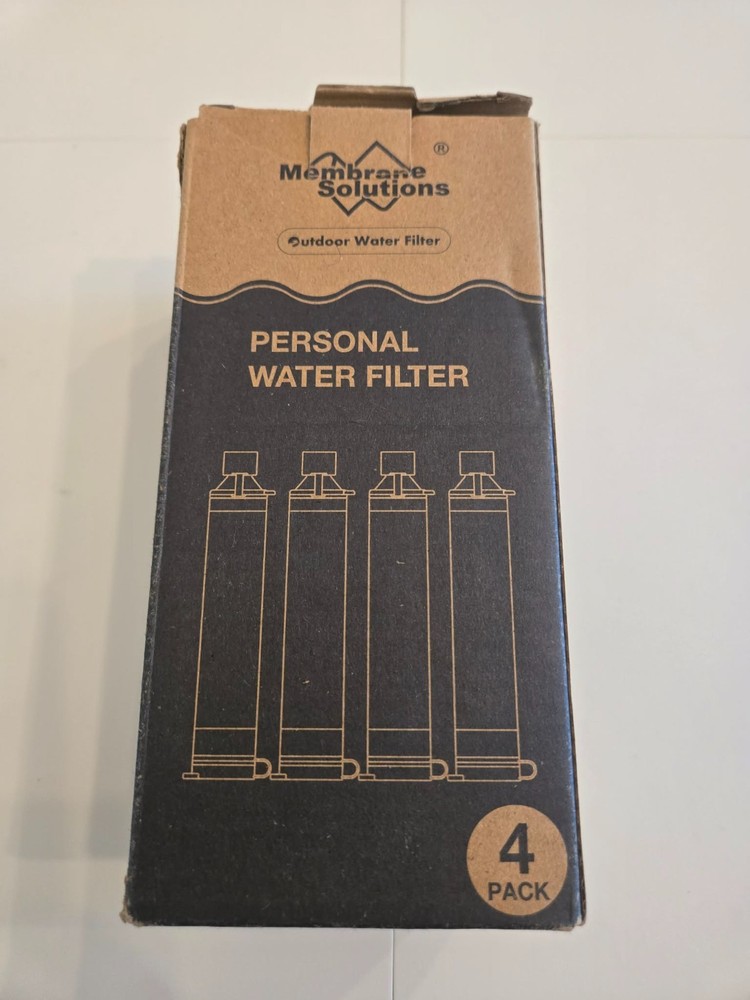 Membrane
Solutions
®
Outdoor Water Filter
PERSONAL
WATER FILTER
4
PACK